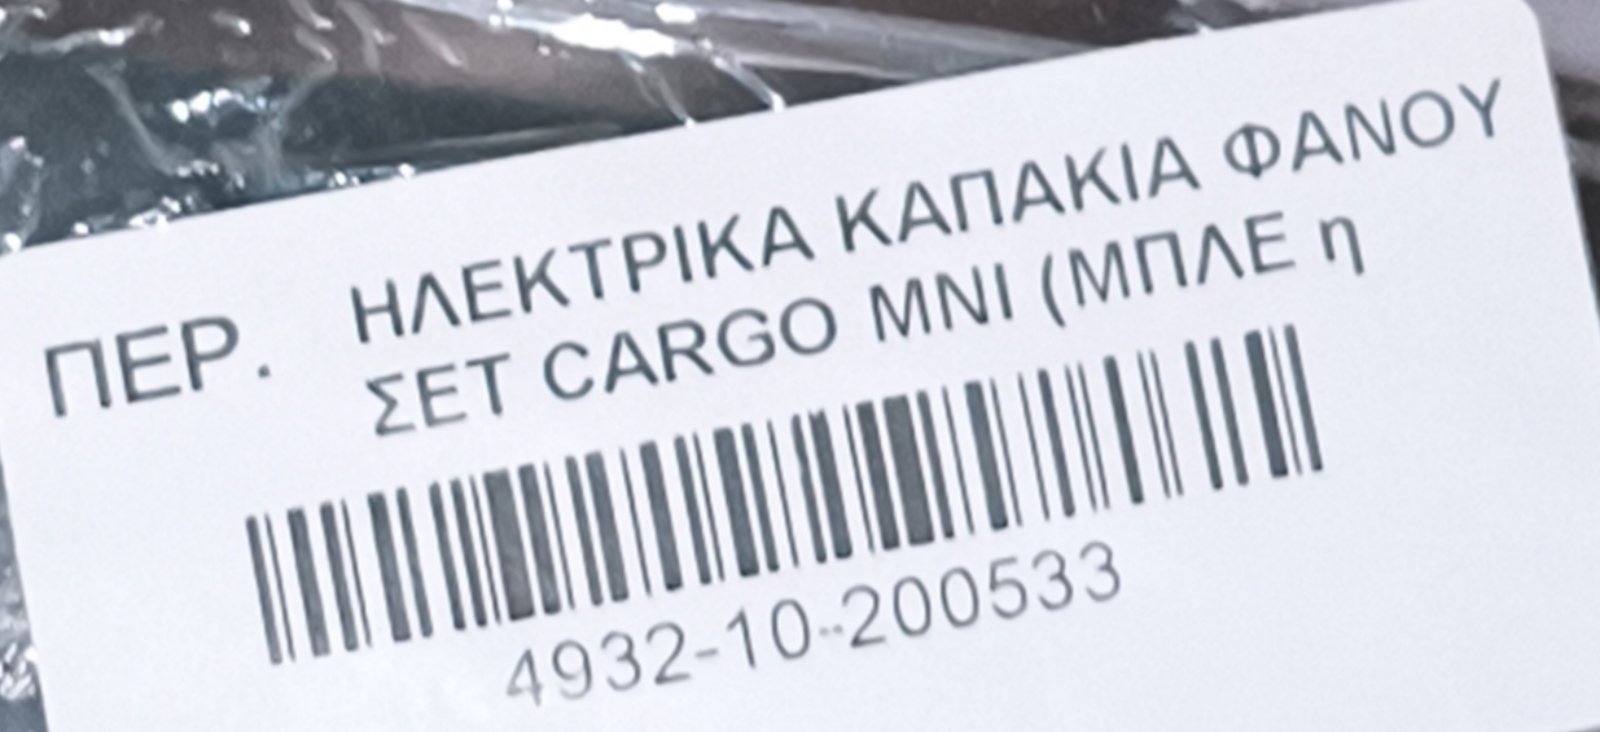 ΠΕΡ. ΗΛΕΚΤΡΙΚΑ ΚΑΠΑΚΙΑ ΦΑΝΟΥ
ΣΕΤ CARGO MNI (ΜΠΛΕ η
4932-10-200533